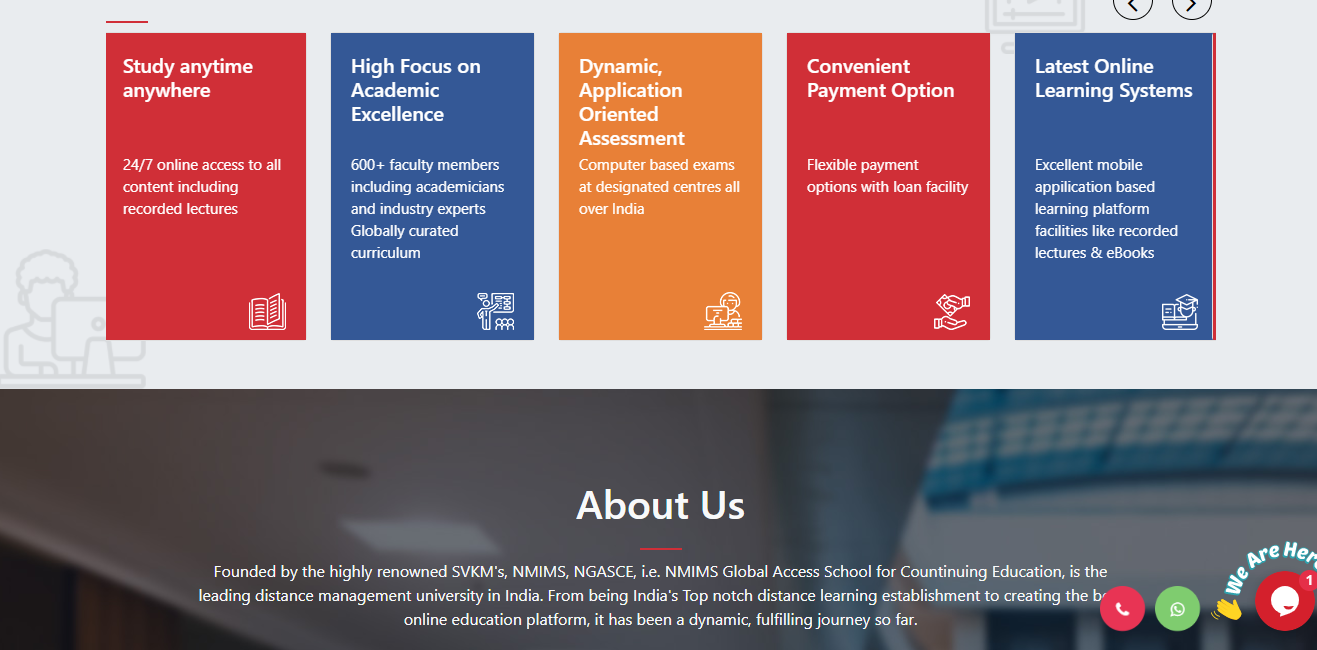 Study anytime
anywhere
24/7 online access to all
content including
recorded lectures
High Focus on
Academic
Excellence
600+ faculty members
including academicians
and industry experts
Globally curated
curriculum
Dynamic,
Application
Oriented
Assessment
Computer based exams
at designated centres all
over India
Convenient
Payment Option
Flexible payment
options with loan facility
Latest Online
Learning Systems
Excellent mobile
appilication based
learning platform
facilities like recorded
lectures & eBooks
About Us
Founded by the highly renowned SVKM's, NMIMS, NGASCE, i.e. NMIMS Global Access School for Countinuing Education, is the
leading distance management university in India. From being India's Top notch distance learning establishment to creating the
online education platform, it has been a dynamic, fulfilling journey so far.
We Are Here
1